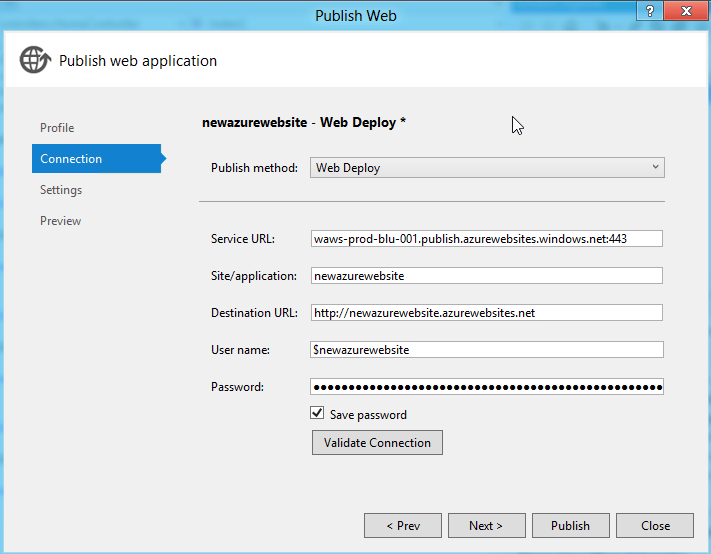 Publish Web
?
X
Publish web application
Profile
Connection
Settings
Preview
newazurewebsite - Web Deploy *
Publish method: Web Deploy
Service URL: waws-prod-blu-001.publish.azurewebsites.windows.net:443
Site/application: newazurewebsite
Destination URL: http://newazurewebsite.azurewebsites.net
User name: $newazurewebsite
Password: ●●●●●●●●●●●●●●●●●●●●●●●●●●●●●●●●●●●●●●●●●●●●●●●●●●
Save password
Validate Connection
< Prev Next > Publish Close